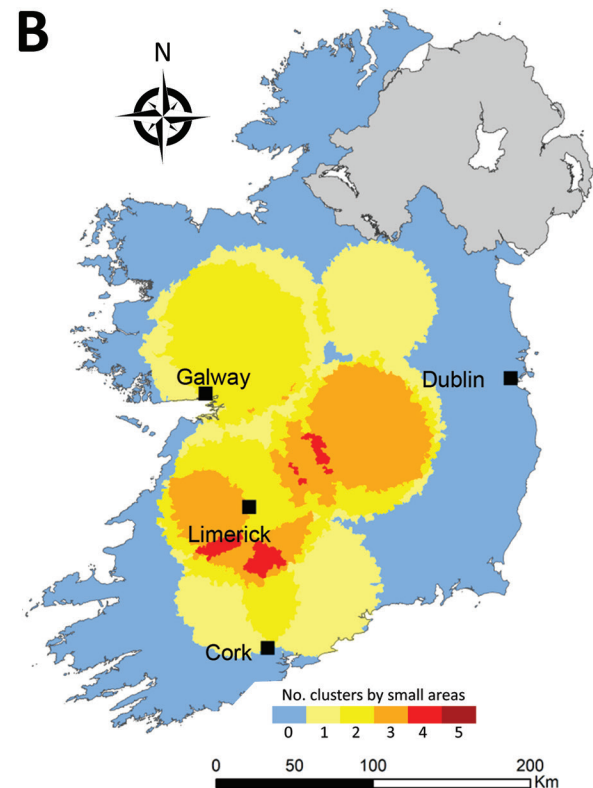 B
N
Galway
Dublin
Limerick
Cork
No. clusters by small areas
0 1 2 3 4 5
0 50 100 200
Km